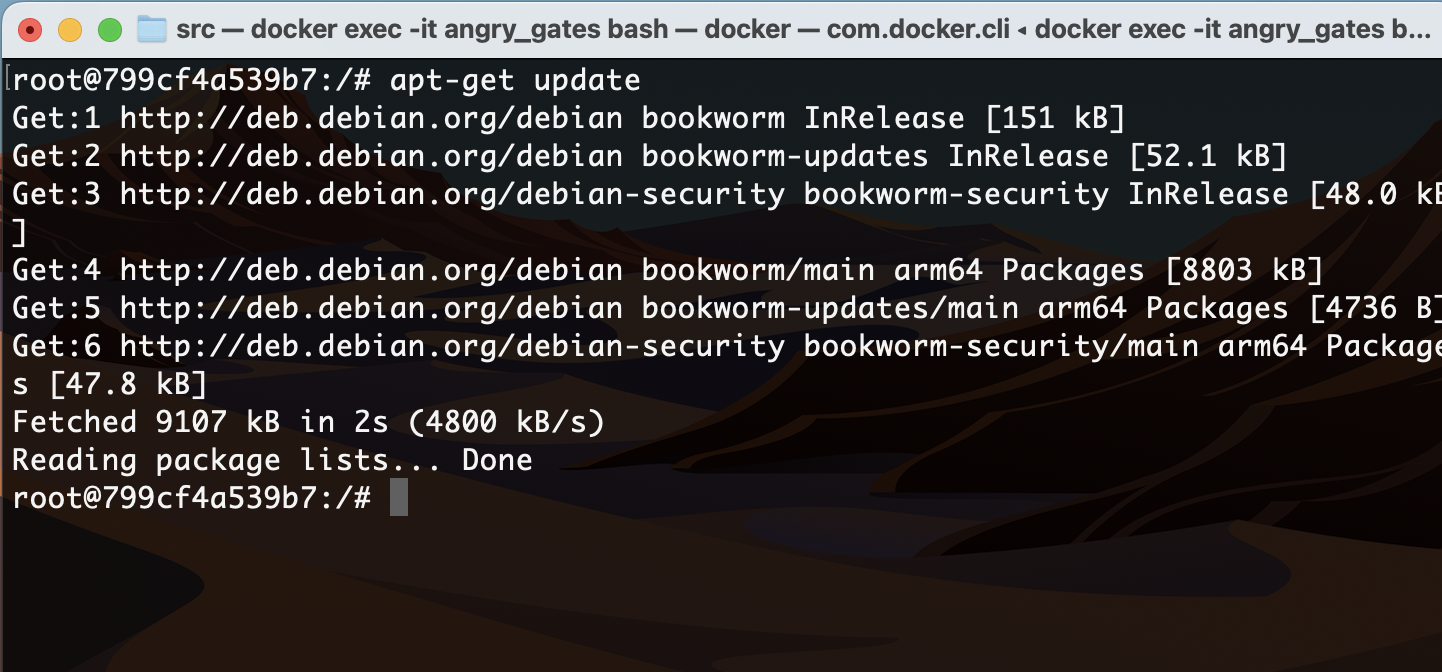 src — docker exec -it angry_gates bash — docker — com.docker.cli ◂ docker exec -it angry_gates b...
[root@799cf4a539b7:/# apt-get update
Get:1 http://deb.debian.org/debian bookworm InRelease [151 kB]
Get:2 http://deb.debian.org/debian bookworm-updates InRelease [52.1 kB]
Get:3 http://deb.debian.org/debian-security bookworm-security InRelease [48.0 kB
]
Get:4 http://deb.debian.org/debian bookworm/main arm64 Packages [8803 kB]
Get:5 http://deb.debian.org/debian bookworm-updates/main arm64 Packages [4736 B]
Get:6 http://deb.debian.org/debian-security bookworm-security/main arm64 Package
s [47.8 kB]
Fetched 9107 kB in 2s (4800 kB/s)
Reading package lists... Done
root@799cf4a539b7:/#